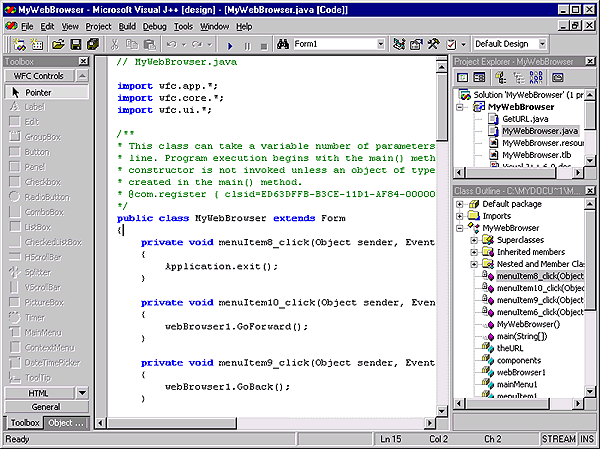 MyWebBrowser - Microsoft Visual J++ [design] - [MyWebBrowser.java [Code]]
File Edit View Project Build Debug Tools Window Help
Form1
Default Design
Toolbox
WFC Controls
Pointer
Label
Edit
GroupBox
Button
Panel
Checkbox
RadioButton
ComboBox
ListBox
CheckedListBox
HScrollBar
Splitter
VScrollBar
PictureBox
Timer
MainMenu
ContextMenu
DateTimePicker
ToolTip
HTML
General
Toolbox Object ...
// MyWebBrowser.java
import wfc.app.*;
import wfc.core.*;
import wfc.ui.*;
/**
* This class can take a variable number of parameters
* line. Program execution begins with the main() meth
* constructor is not invoked unless an object of type
* created in the main() method.
* @com.register ( clsid=ED63DFFB-B3CE-11D1-AF84-00000
*/
public class MyWebBrowser extends Form
{
private void menuItem8_click(Object sender, Event
{
Application.exit();
}
private void menuItem10_click(Object sender, Even
{
webBrowser1.GoForward();
}
private void menuItem9_click(Object sender, Event
{
webBrowser1.GoBack();
}
Project Explorer - MyWebBrowser
Solution 'MyWebBrowser' (1 p
MyWebBrowser
GetURL.java
MyWebBrowser.java
MyWebBrowser.resou
MyWebBrowser.tlb
Class Outline - C:\MYDOCU~1\M
Default package
Imports
MyWebBrowser
Superclasses
Inherited members
Nested and Member Clas
menuItem8_click(Objec
menuItem10_click(Obje
menuItem9_click(Objec
menuItem6_click(Objec
MyWebBrowser()
main(String[])
theURL
components
webBrowser1
mainMenu1
menuItem1
Ready
Ln 15 Col 2 Ch 2 STREAM INS